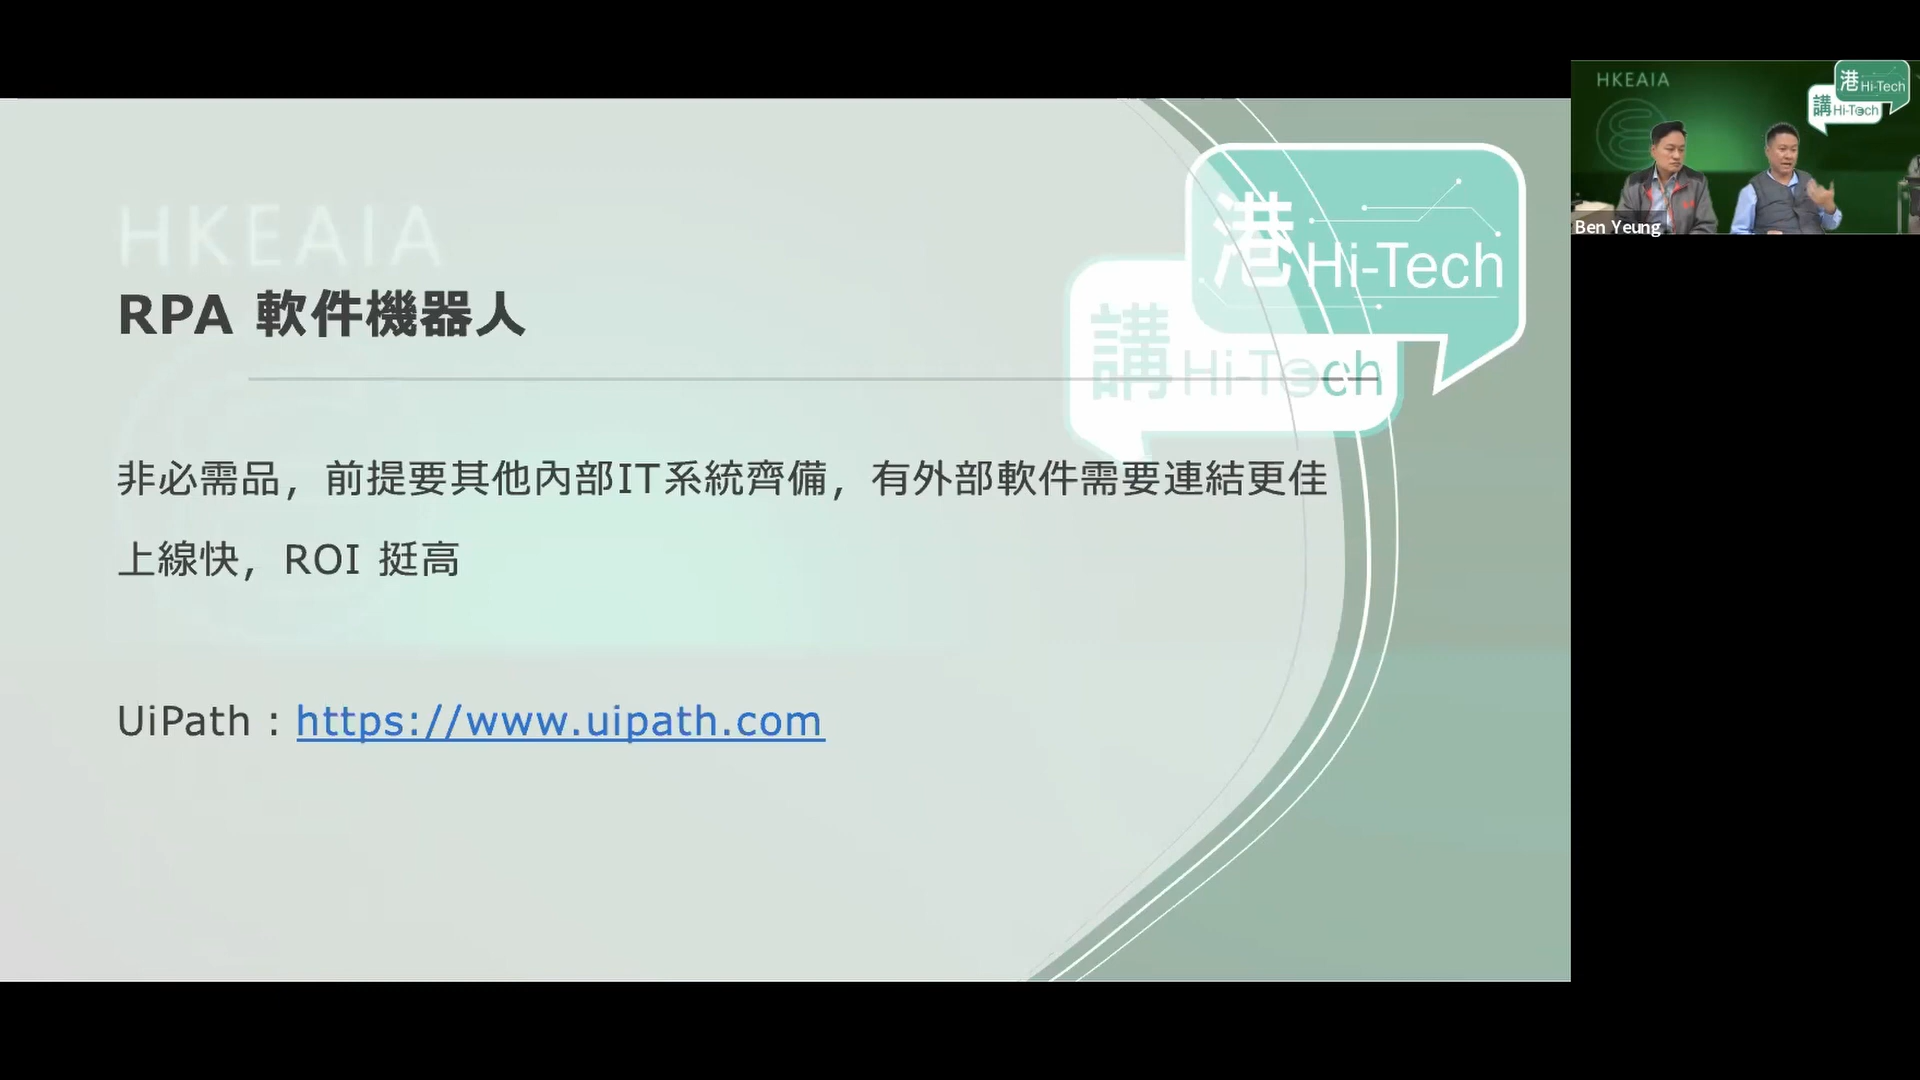 HKEAIA
港 Hi-Tech
講 Hi-Tech
RPA 軟件機器人
非必需品，前提要其他內部IT系統齊備，有外部軟件需要連結更佳
上線快，ROI 挺高
UiPath : https://www.uipath.com
HKEAIA
港 Hi-Tech
講 Hi-Tech
Ben Yeung